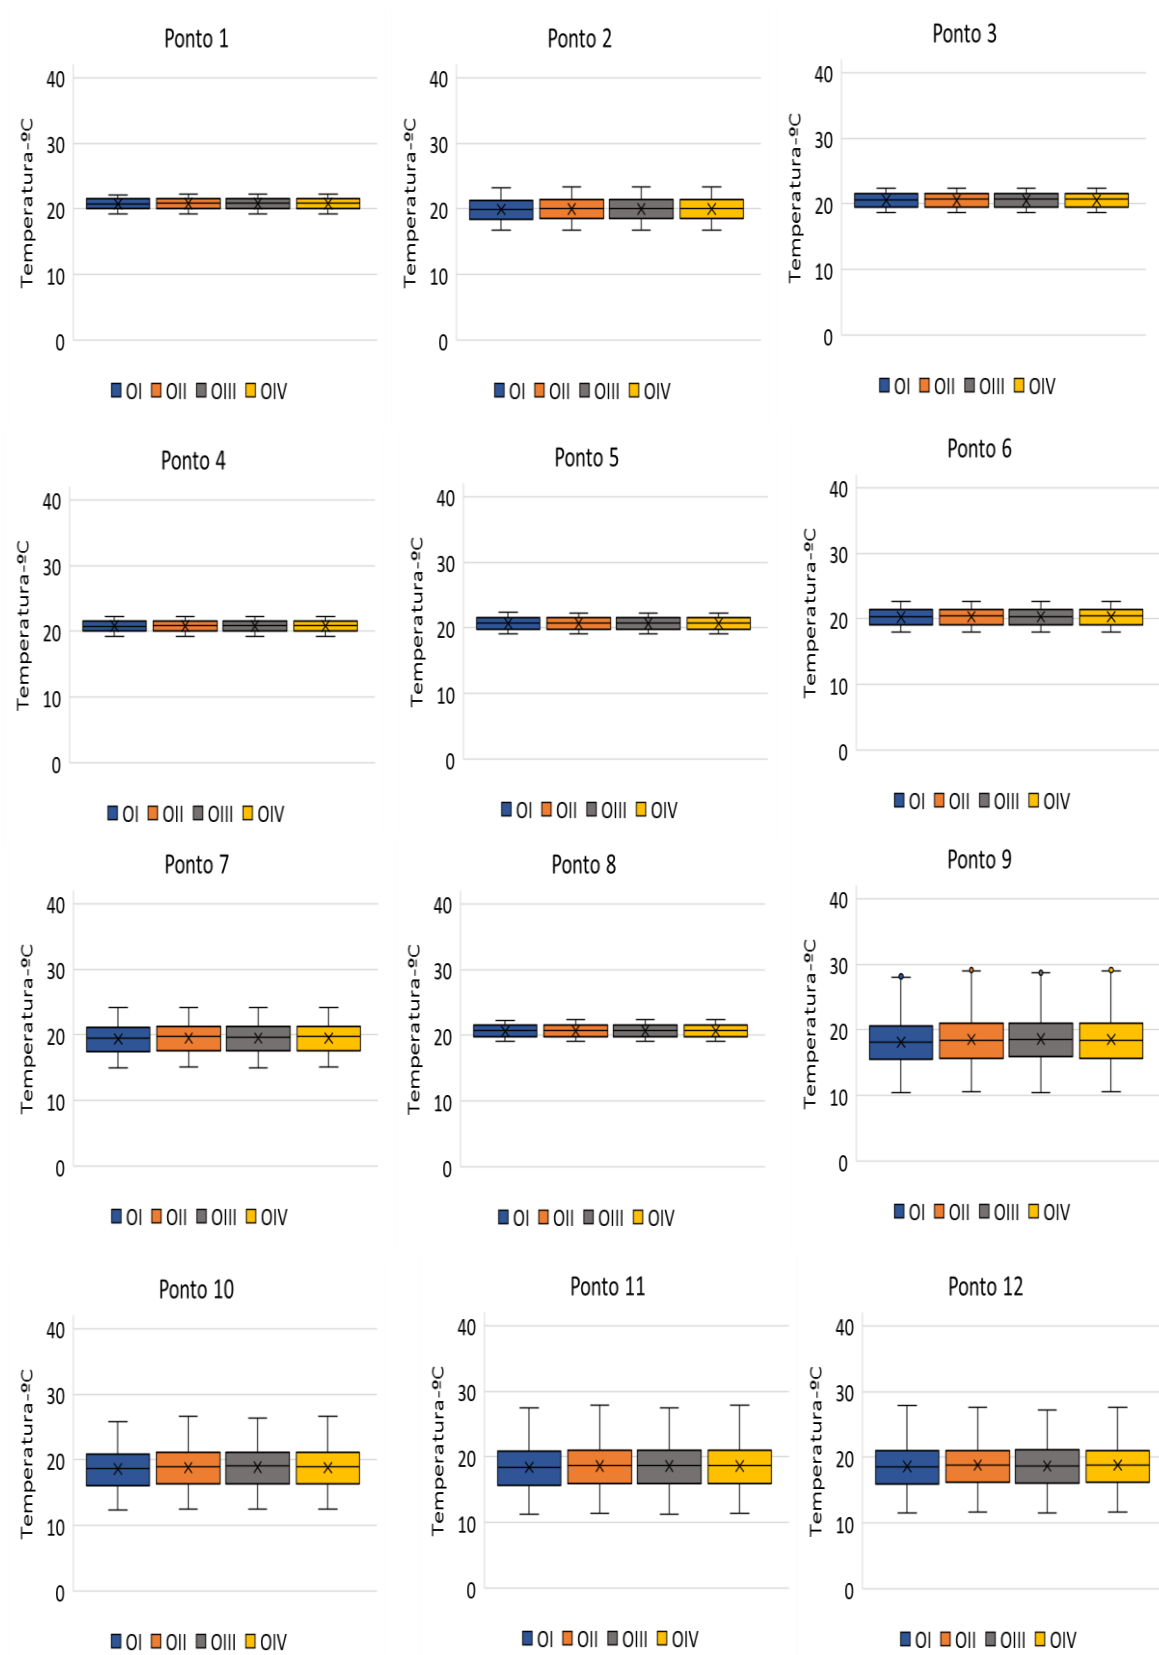 Ponto 1
Temperatura-ºC
40
30
20
10
0
OI OII OIII OIV
Ponto 2
Temperatura-ºC
40
30
20
10
0
OI OII OIII OIV
Ponto 3
Temperatura-ºC
40
30
20
10
0
OI OII OIII OIV
Ponto 4
Temperatura-ºC
40
30
20
10
0
OI OII OIII OIV
Ponto 5
Temperatura-ºC
40
30
20
10
0
OI OII OIII OIV
Ponto 6
Temperatura-ºC
40
30
20
10
0
OI OII OIII OIV
Ponto 7
Temperatura-ºC
40
30
20
10
0
OI OII OIII OIV
Ponto 8
Temperatura-ºC
40
30
20
10
0
OI OII OIII OIV
Ponto 9
Temperatura-ºC
40
30
20
10
0
OI OII OIII OIV
Ponto 10
Temperatura-ºC
40
30
20
10
0
OI OII OIII OIV
Ponto 11
Temperatura-ºC
40
30
20
10
0
OI OII OIII OIV
Ponto 12
Temperatura-ºC
40
30
20
10
0
OI OII OIII OIV